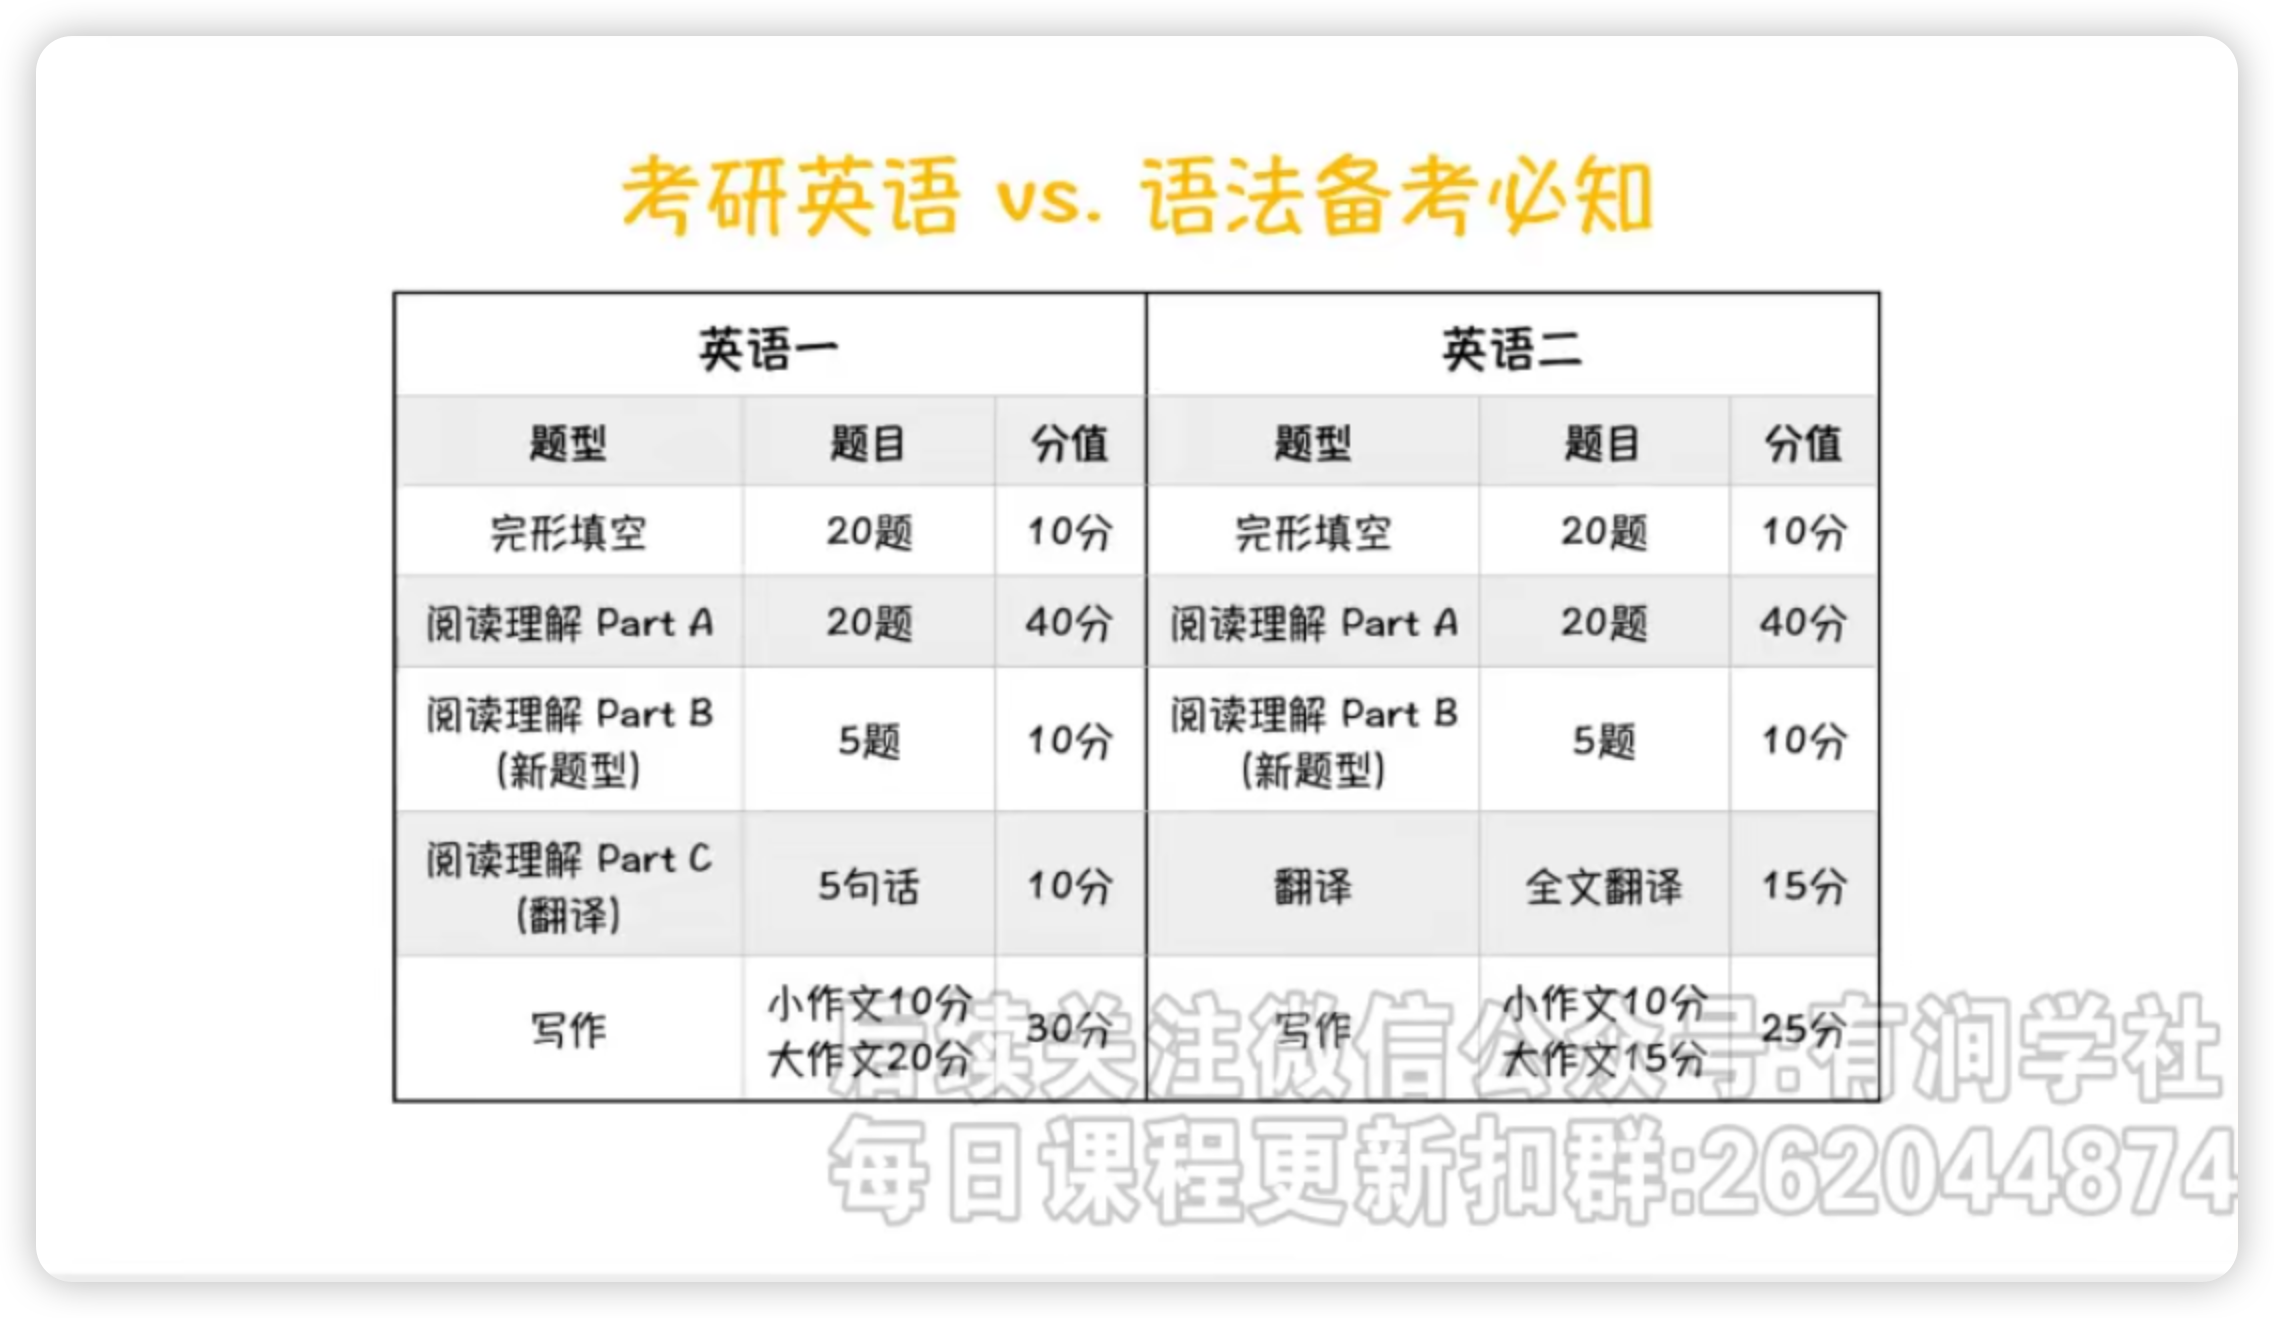 考研英语 vs. 语法备考必知
英语一 英语二
题型 题目 分值 题型 题目 分值
完形填空 20题 10分 完形填空 20题 10分
阅读理解 Part A 20题 40分 阅读理解 Part A 20题 40分
阅读理解 Part B
(新题型) 5题 10分 阅读理解 Part B
(新题型) 5题 10分
阅读理解 Part C
(翻译) 5句话 10分 翻译 全文翻译 15分
写作 小作文10分
大作文20分 30分 写作 小作文10分
大作文15分 25分
后续关注微信公众号:有润学社
每日课程更新扣群:262044874